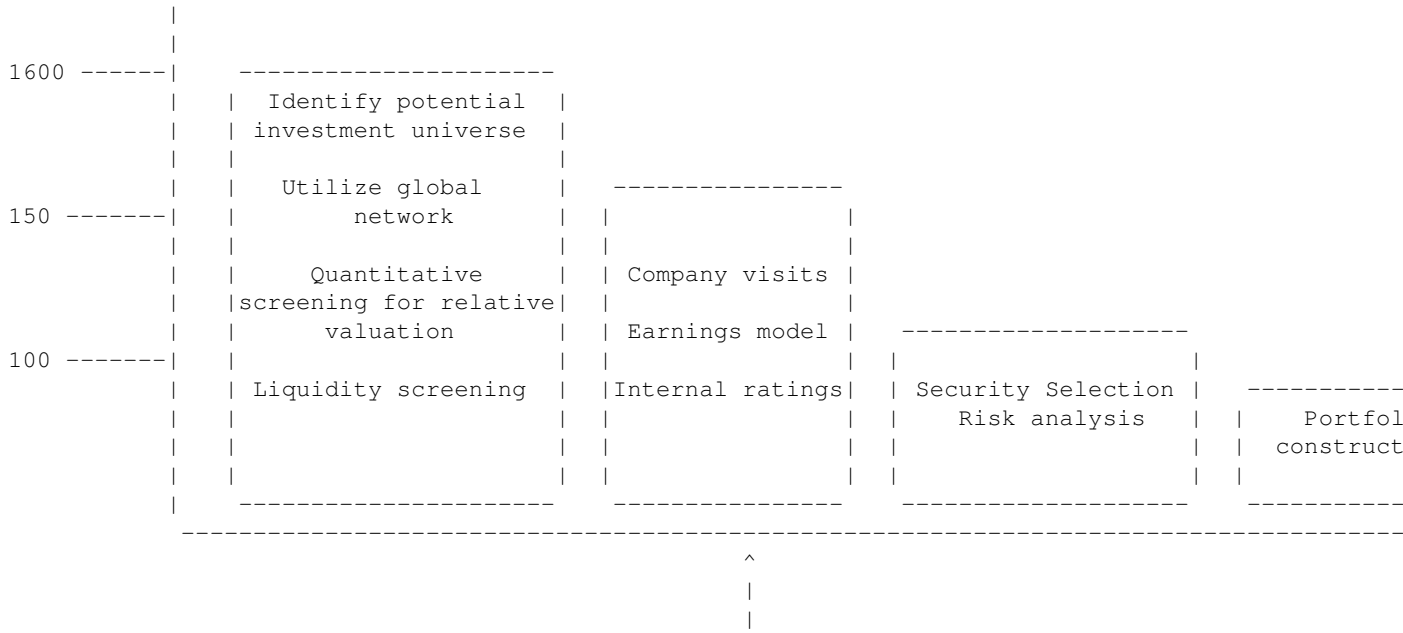 1600
Identify potential
investment universe
Utilize global
network
150
Quantitative
screening for relative
valuation
Company visits
Earnings model
100
Liquidity screening
Internal ratings
Security Selection
Risk analysis
Portfol
construct